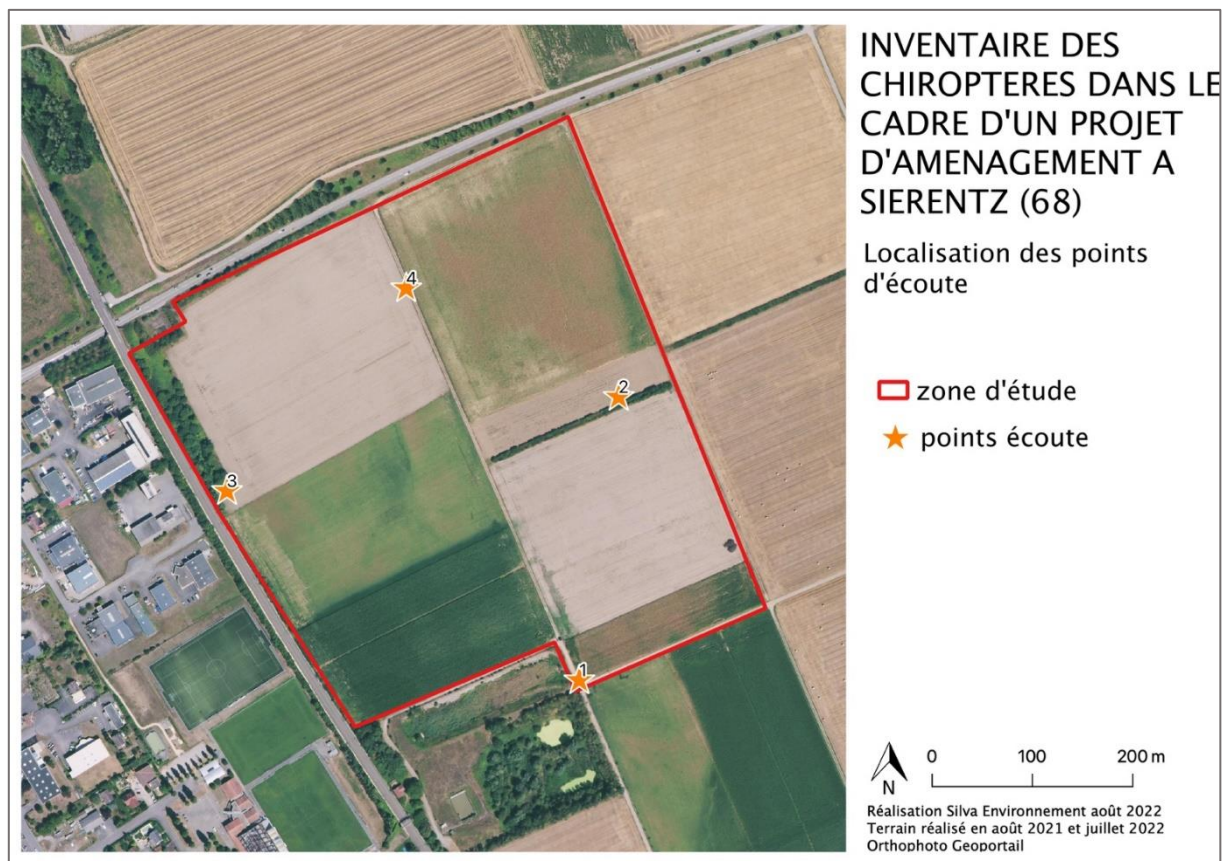 INVENTAIRE DES
CHIROPTERES DANS LE
CADRE D'UN PROJET
D'AMENAGEMENT A
SIERENTZ (68)
Localisation des points
d'écoute
zone d'étude
points écoute
4
2
3
1
0 100 200 m
N
Réalisation Silva Environnement août 2022
Terrain réalisé en août 2021 et juillet 2022
Orthophoto Geoportail